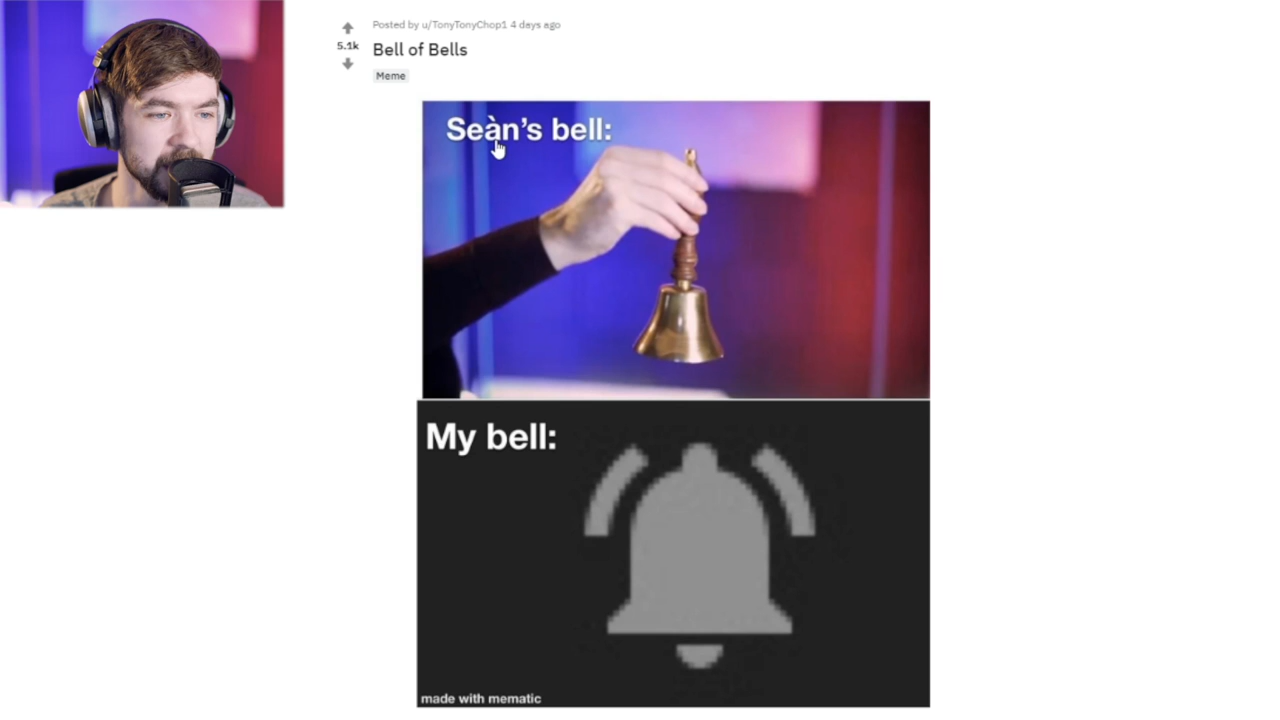 Posted by u/TonyTonyChop1 4 days ago
5.1k
Bell of Bells
Meme
Seàn's bell:
My bell:
made with mematic